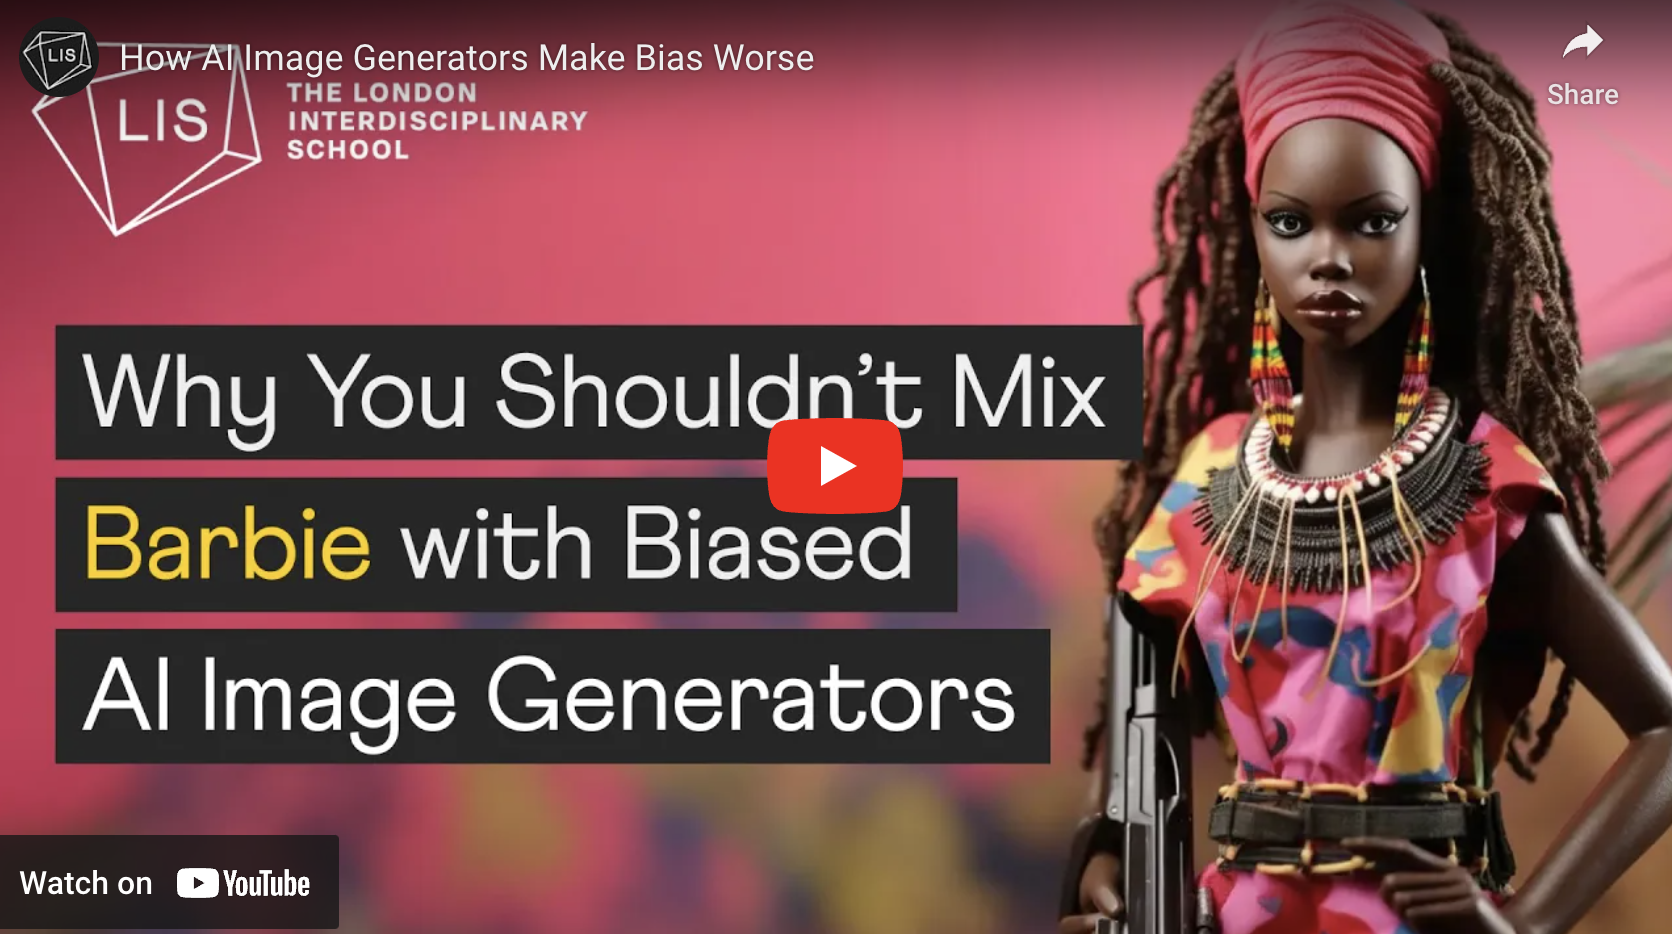 LIS
How AI Image Generators Make Bias Worse
Share
LIS
THE LONDON
INTERDISCIPLINARY
SCHOOL
Why You Shouldn't Mix
Barbie with Biased
AI Image Generators
Watch on YouTube